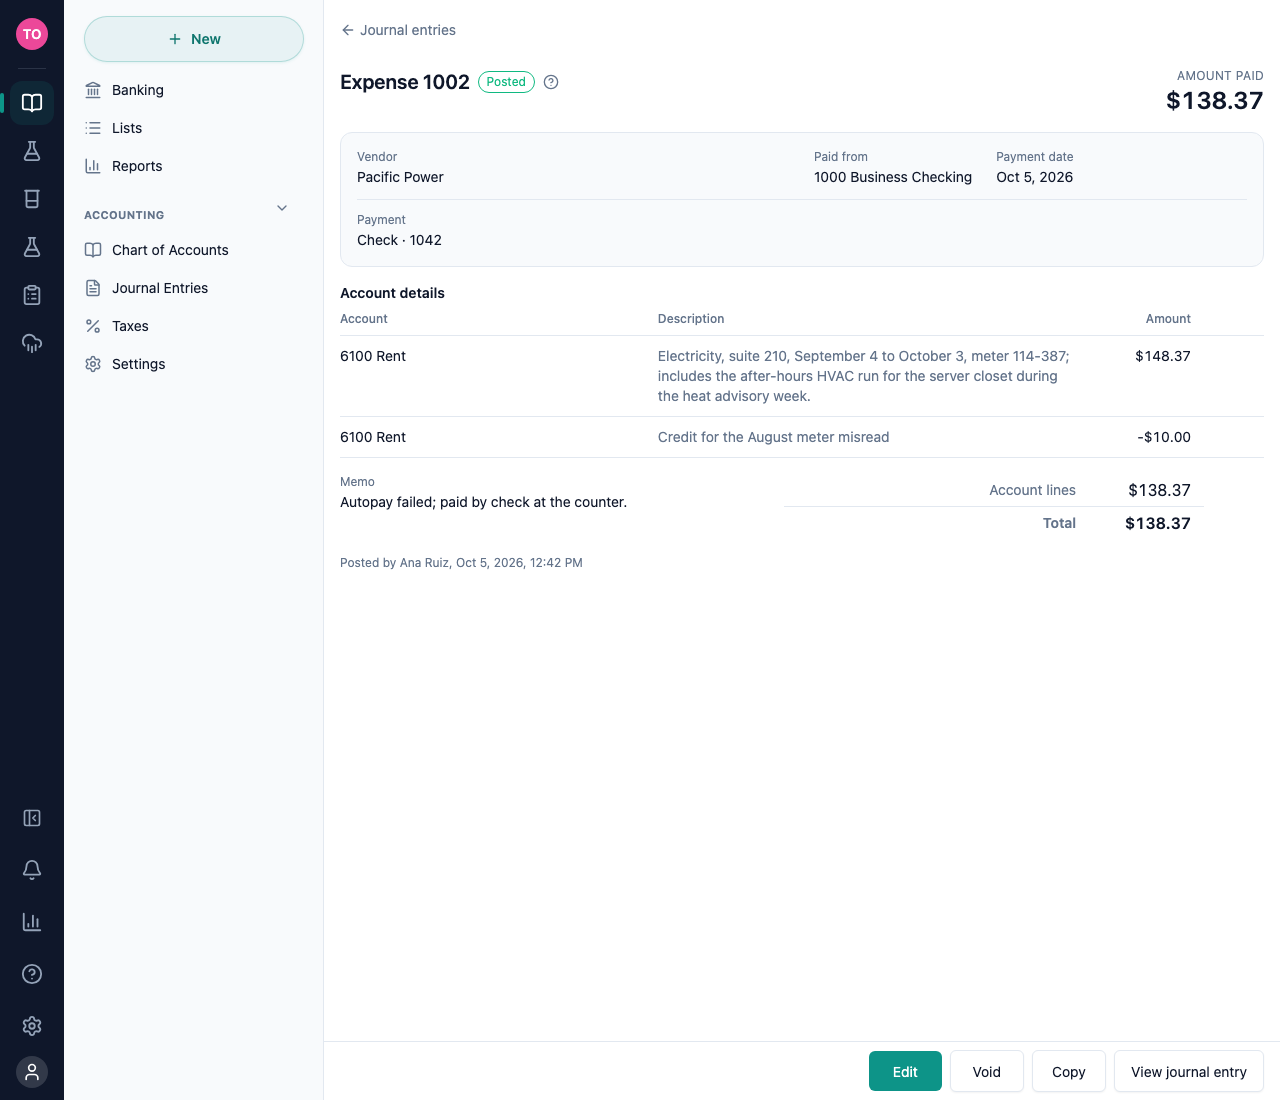 TO
New
Banking
Lists
Reports
ACCOUNTING
Chart of Accounts
Journal Entries
Taxes
Settings
Journal entries
Expense 1002
Posted
AMOUNT PAID
$138.37
Vendor
Pacific Power
Paid from
1000 Business Checking
Payment date
Oct 5, 2026
Payment
Check · 1042
Account details
Account Description Amount
6100 Rent
Electricity, suite 210, September 4 to October 3, meter 114-387;
includes the after-hours HVAC run for the server closet during
the heat advisory week.
$148.37
6100 Rent Credit for the August meter misread -$10.00
Memo
Autopay failed; paid by check at the counter.
Account lines $138.37
Total $138.37
Posted by Ana Ruiz, Oct 5, 2026, 12:42 PM
Edit
Void
Copy
View journal entry